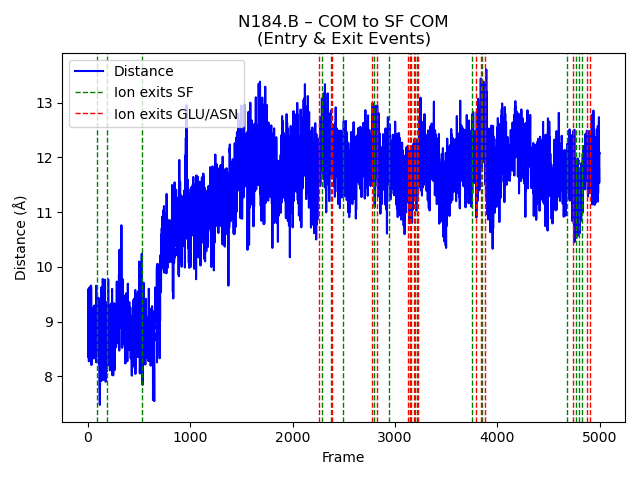 N184.B – COM to SF COM
(Entry & Exit Events)
Distance
Ion exits SF
Ion exits GLU/ASN
Distance (Å)
13
12
11
10
9
8
0
1000
2000
3000
4000
5000
Frame